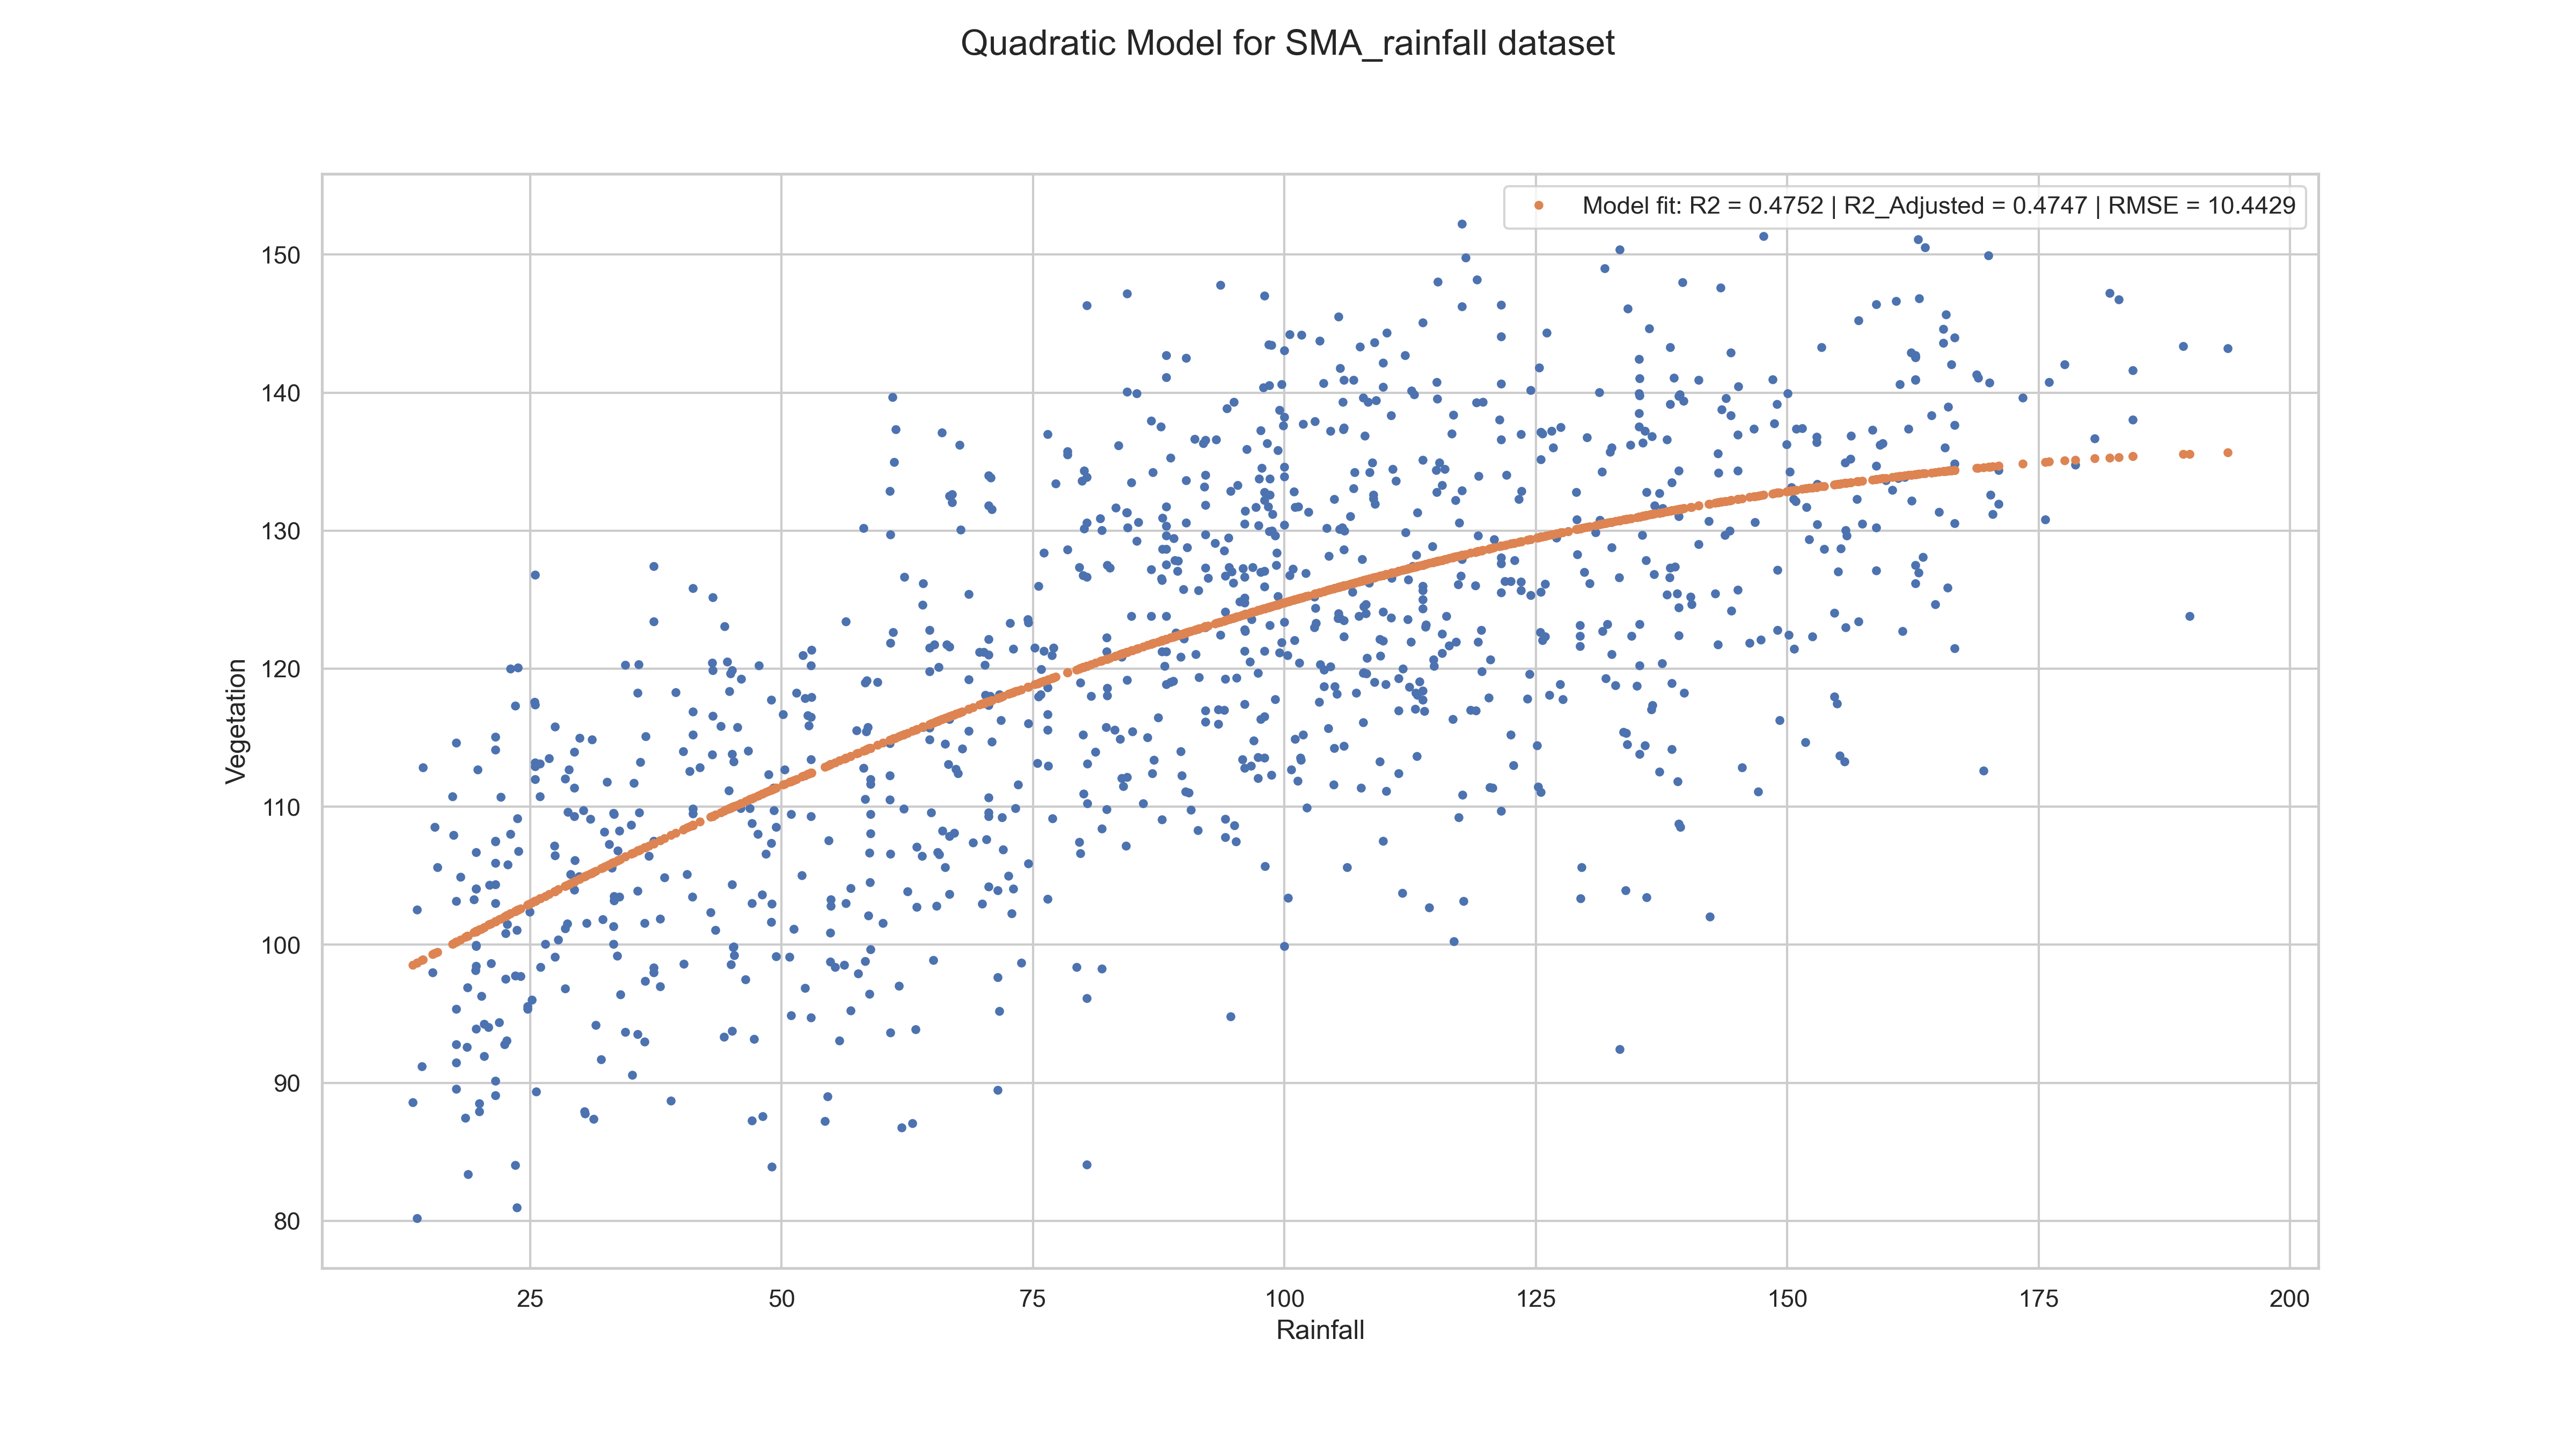 Quadratic Model for SMA_rainfall dataset
Model fit: R2 = 0.4752 | R2_Adjusted = 0.4747 | RMSE = 10.4429
150
140
130
120
110
100
90
80
Vegetation
25 50 75 100 125 150 175 200
Rainfall